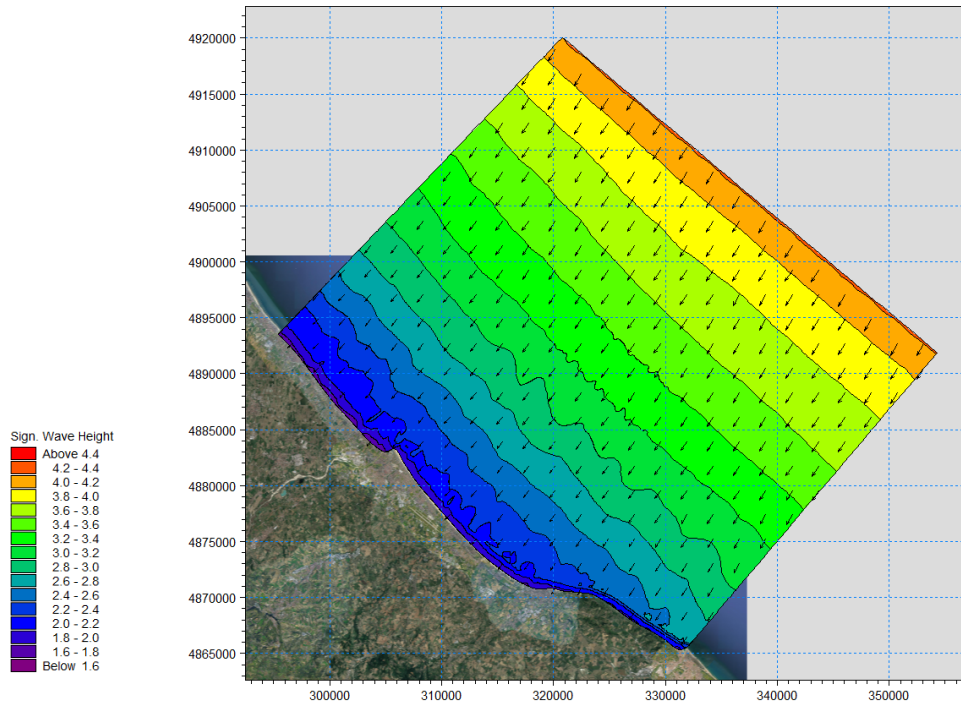 4920000
4915000
4910000
4905000
4900000
4895000
4890000
4885000
4880000
4875000
4870000
4865000
Sign. Wave Height
Above 4.4
4.2 - 4.4
4.0 - 4.2
3.8 - 4.0
3.6 - 3.8
3.4 - 3.6
3.2 - 3.4
3.0 - 3.2
2.8 - 3.0
2.6 - 2.8
2.4 - 2.6
2.2 - 2.4
2.0 - 2.2
1.8 - 2.0
1.6 - 1.8
Below 1.6
300000 310000 320000 330000 340000 350000